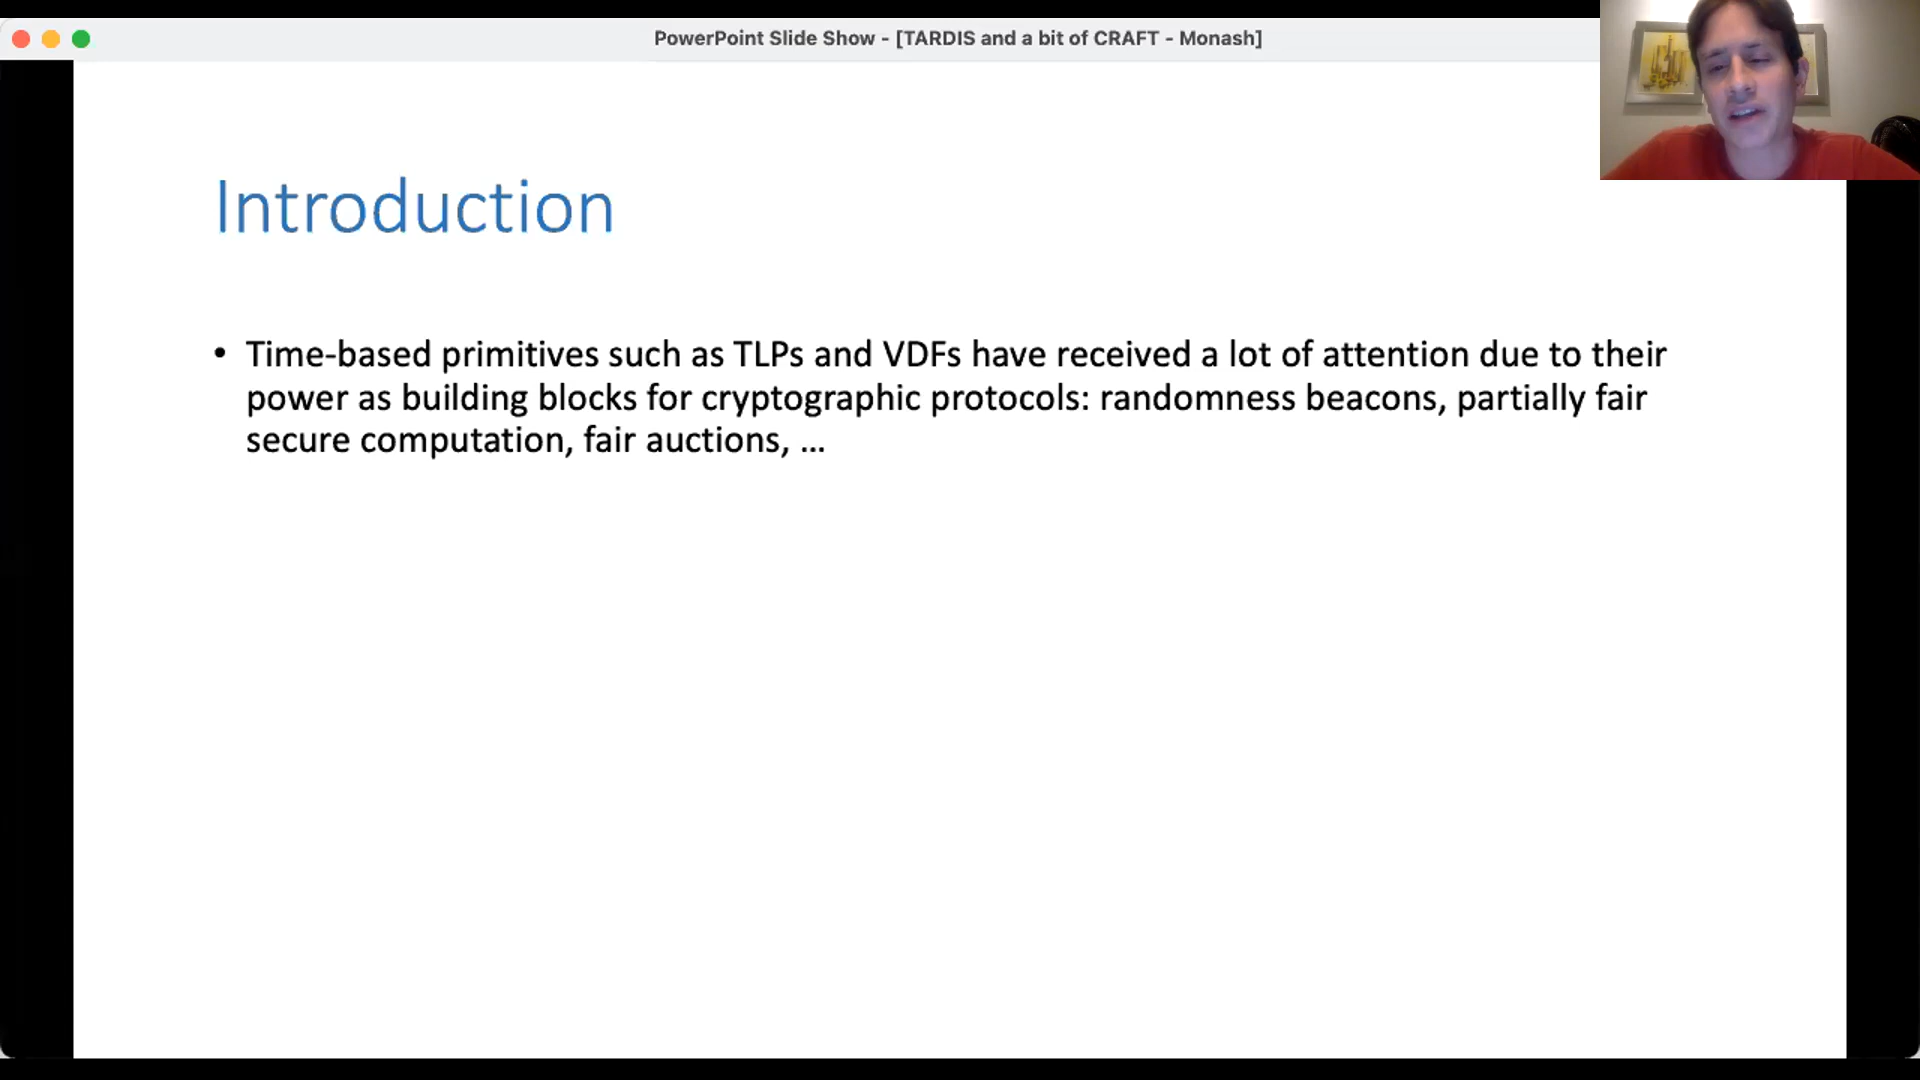 PowerPoint Slide Show - [TARDIS and a bit of CRAFT - Monash]
Introduction
• Time-based primitives such as TLPs and VDFs have received a lot of attention due to their
power as building blocks for cryptographic protocols: randomness beacons, partially fair
secure computation, fair auctions, ...